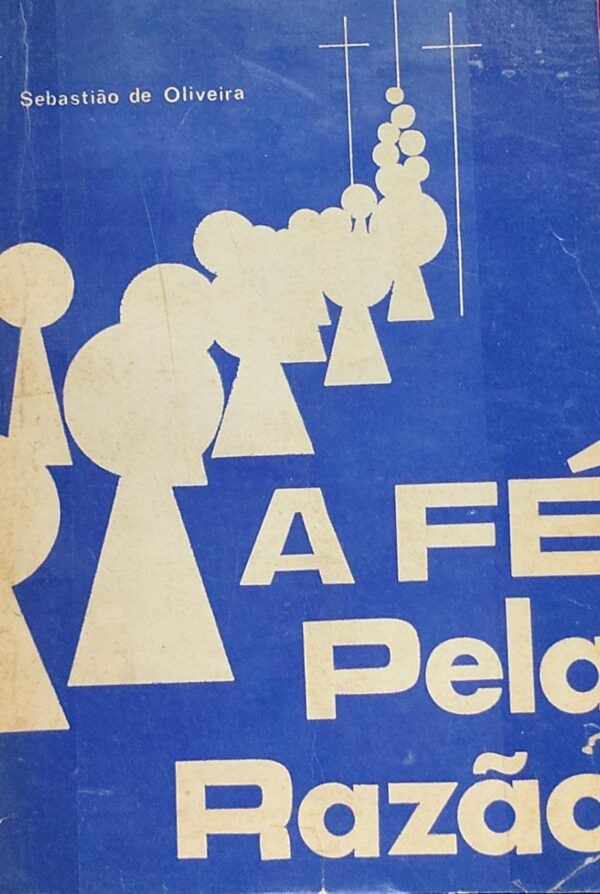 Sebastião de Oliveira
A FÉ
Pela
Razão